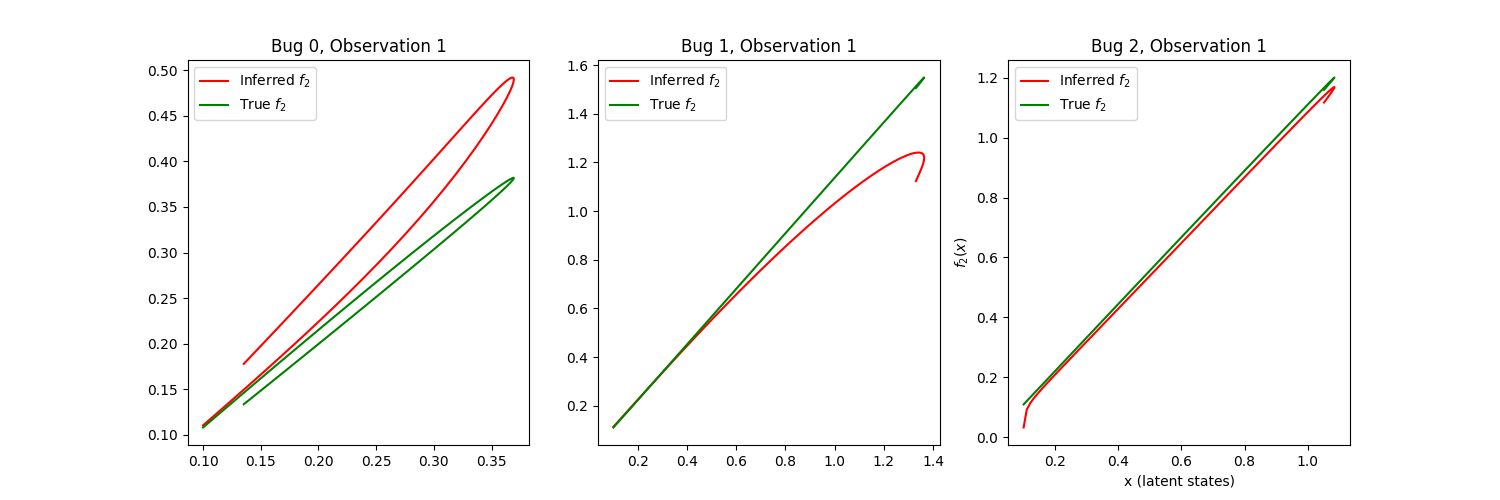 Bug 0, Observation 1
Inferred f₂
True f₂
0.50
0.45
0.40
0.35
0.30
0.25
0.20
0.15
0.10
0.10 0.15 0.20 0.25 0.30 0.35
Bug 1, Observation 1
Inferred f₂
True f₂
1.6
1.4
1.2
1.0
0.8
0.6
0.4
0.2
0.2 0.4 0.6 0.8 1.0 1.2 1.4
Bug 2, Observation 1
Inferred f₂
True f₂
f₂(x)
1.2
1.0
0.8
0.6
0.4
0.2
0.0
0.2 0.4 0.6 0.8 1.0
x (latent states)